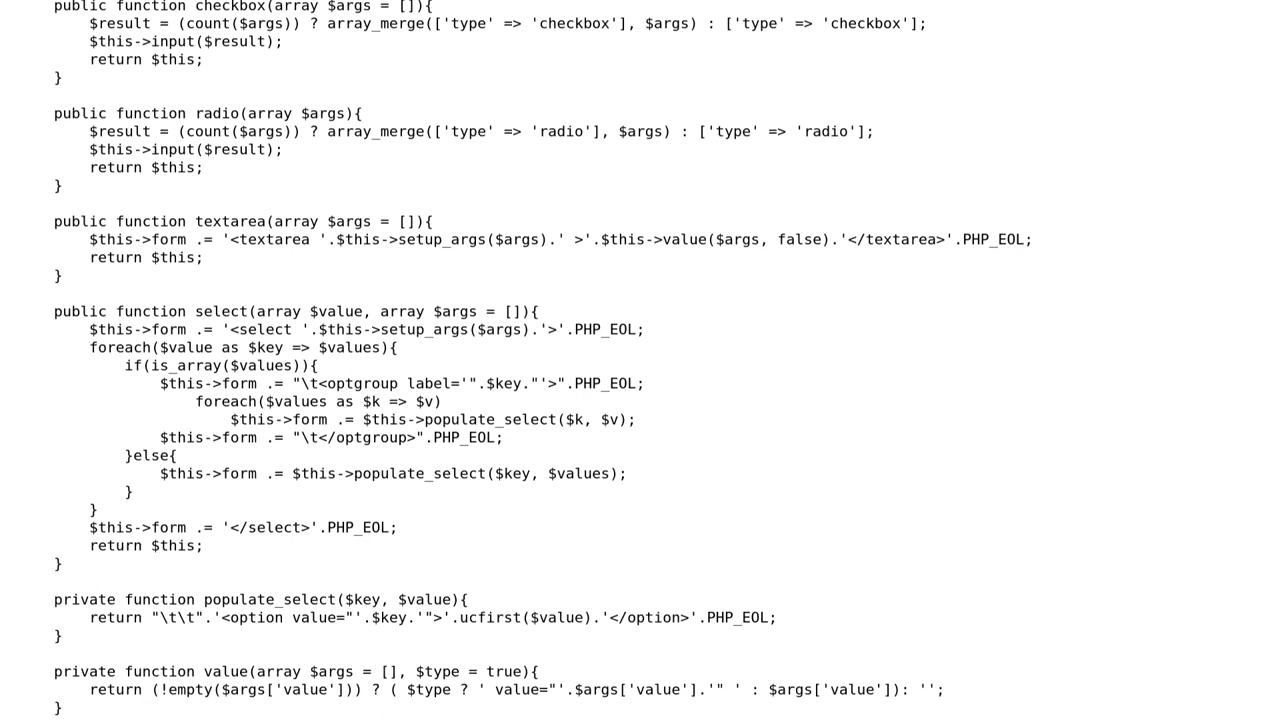 public function checkbox(array $args = []){
$result = (count($args)) ? array_merge(['type' => 'checkbox'], $args) : ['type' => 'checkbox'];
$this->input($result);
return $this;
}
public function radio(array $args){
$result = (count($args)) ? array_merge(['type' => 'radio'], $args) : ['type' => 'radio'];
$this->input($result);
return $this;
}
public function textarea(array $args = []){
$this->form .= '<textarea '.$this->setup_args($args).' >'.$this->value($args, false).'</textarea>'.PHP_EOL;
return $this;
}
public function select(array $value, array $args = []){
$this->form .= '<select '.$this->setup_args($args).'>'.PHP_EOL;
foreach($value as $key => $values){
if(is_array($values)){
$this->form .= "\t<optgroup label='".$key."'>".PHP_EOL;
foreach($values as $k => $v)
$this->form .= $this->populate_select($k, $v);
$this->form .= "\t</optgroup>".PHP_EOL;
}else{
$this->form .= $this->populate_select($key, $values);
}
}
$this->form .= '</select>'.PHP_EOL;
return $this;
}
private function populate_select($key, $value){
return "\t\t".'<option value="'.$key.'">'.ucfirst($value).'</option>'.PHP_EOL;
}
private function value(array $args = [], $type = true){
return (!empty($args['value'])) ? ( $type ? ' value="'.$args['value'].'" ' : $args['value']): '';
}